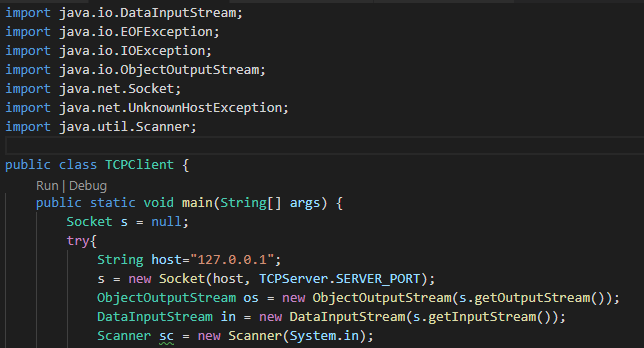 import java.io.DataInputStream;
import java.io.EOFException;
import java.io.IOException;
import java.io.ObjectOutputStream;
import java.net.Socket;
import java.net.UnknownHostException;
import java.util.Scanner;
public class TCPClient {
Run | Debug
public static void main(String[] args) {
Socket s = null;
try{
String host="127.0.0.1";
s = new Socket(host, TCPServer.SERVER_PORT);
ObjectOutputStream os = new ObjectOutputStream(s.getOutputStream());
DataInputStream in = new DataInputStream(s.getInputStream());
Scanner sc = new Scanner(System.in);